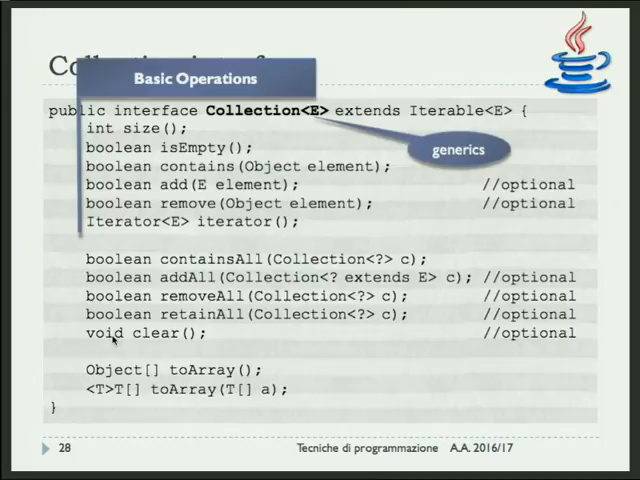 Basic Operations
public interface Collection<E> extends Iterable<E> {
generics
int size();
boolean isEmpty();
boolean contains(Object element);
boolean add(E element); //optional
boolean remove(Object element); //optional
Iterator<E> iterator();
boolean containsAll(Collection<?> c);
boolean addAll(Collection<? extends E> c); //optional
boolean removeAll(Collection<?> c); //optional
boolean retainAll(Collection<?> c); //optional
void clear(); //optional
Object[] toArray();
<T>T[] toArray(T[] a);
}
28 Tecniche di programmazione A.A. 2016/17